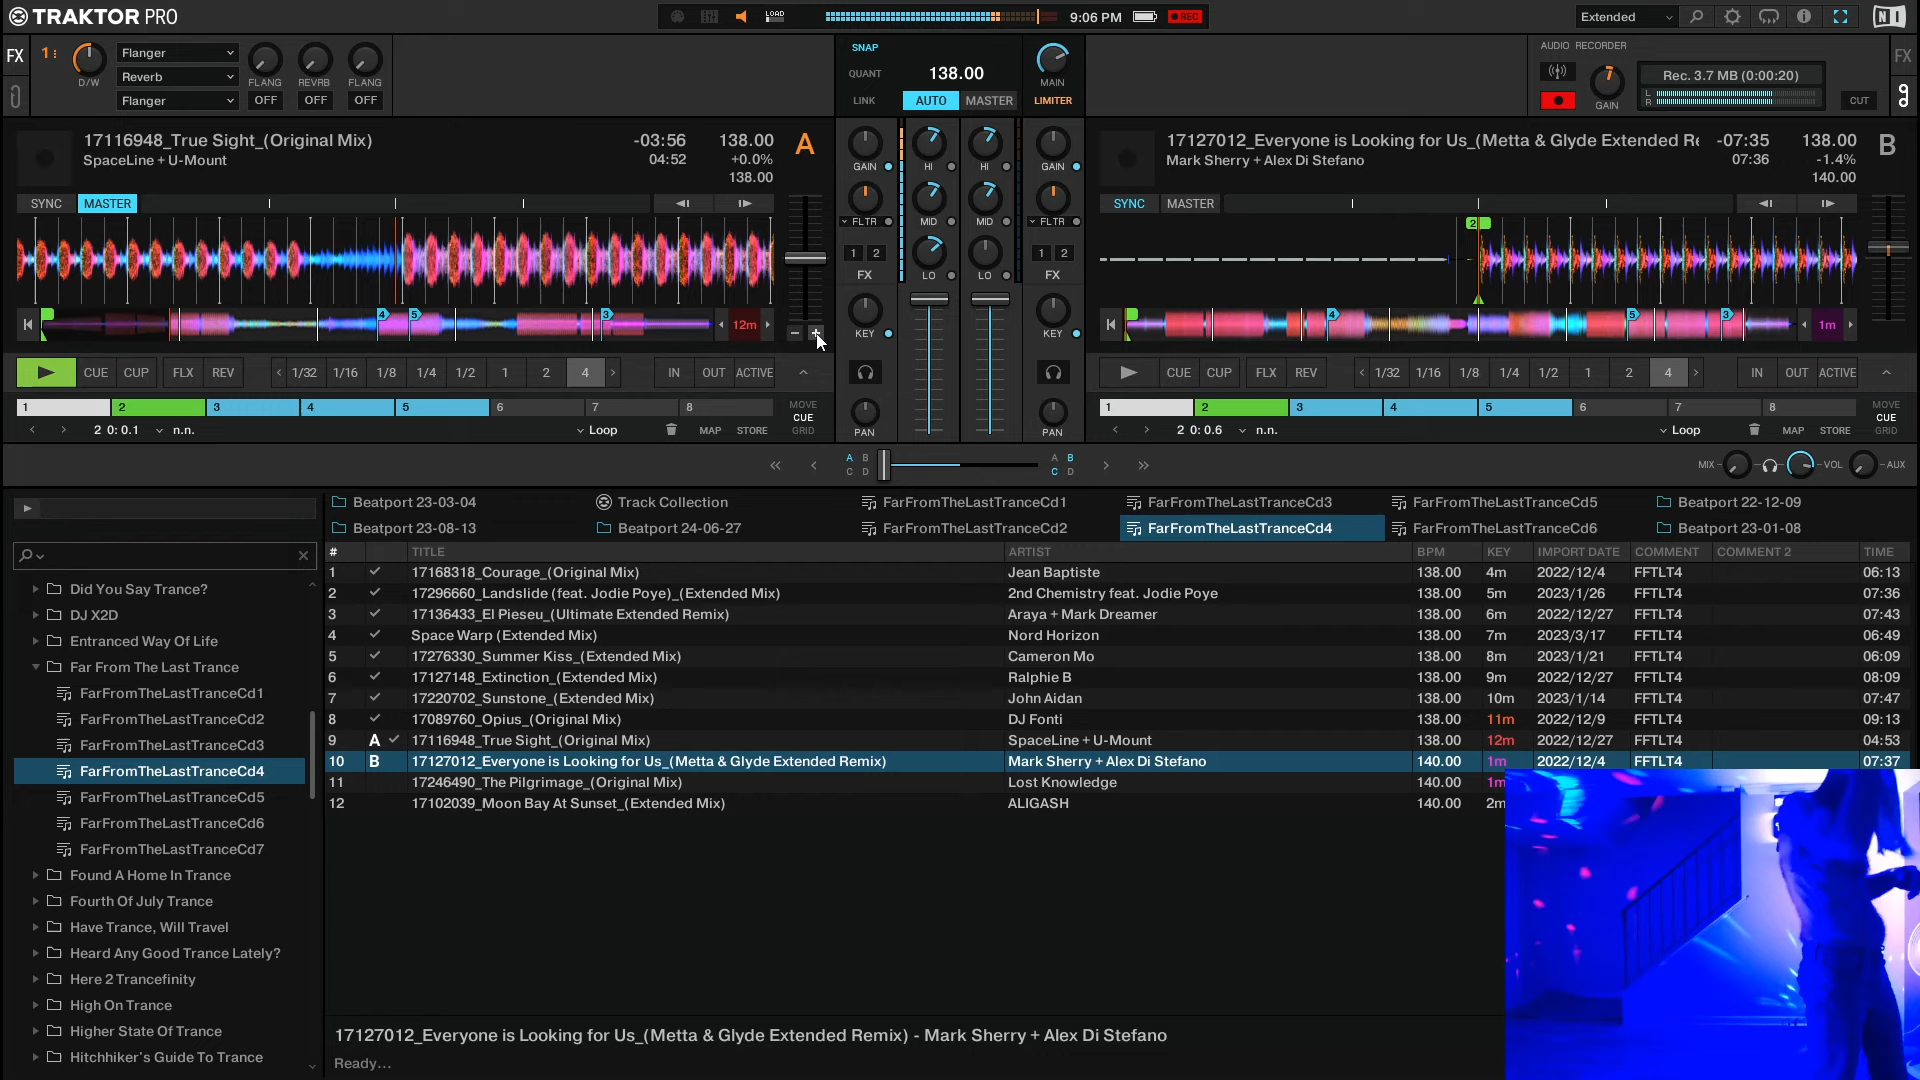 TRAKTOR PRO
LOAD
9:06 PM
REC
Extended
FX
1
D/W
Flanger
Reverb
Flanger
FLANG
REVRB
FLANG
OFF
OFF
OFF
SNAP
QUANT
138.00
LINK
AUTO
MASTER
MAIN
LIMITER
AUDIO RECORDER
GAIN
Rec. 3.7 MB (0:00:20)
L
R
CUT
FX
17116948_True Sight_(Original Mix)
-03:56
138.00
SpaceLine + U-Mount
04:52
+0.0%
138.00
A
SYNC
MASTER
4
5
3
12m
CUE
CUP
FLX
REV
1/32
1/16
1/8
1/4
1/2
1
2
4
IN
OUT
ACTIVE
1
2
3
4
5
6
7
8
MOVE
CUE
GRID
2 0: 0.1
n.n.
Loop
MAP
STORE
GAIN
HI
HI
GAIN
FLTR
MID
MID
FLTR
1
2
LO
LO
1
2
FX
FX
KEY
KEY
PAN
PAN
17127012_Everyone is Looking for Us_(Metta & Glyde Extended Re
-07:35
138.00
Mark Sherry + Alex Di Stefano
07:36
-1.4%
140.00
B
SYNC
MASTER
2
4
5
3
1m
CUE
CUP
FLX
REV
1/32
1/16
1/8
1/4
1/2
1
2
4
IN
OUT
ACTIVE
1
2
3
4
5
6
7
8
MOVE
CUE
GRID
2 0: 0.6
n.n.
Loop
MAP
STORE
A B
C D
A B
C D
MIX
VOL
AUX
Beatport 23-03-04
Track Collection
FarFromTheLastTranceCd1
FarFromTheLastTranceCd3
FarFromTheLastTranceCd5
Beatport 22-12-09
Beatport 23-08-13
Beatport 24-06-27
FarFromTheLastTranceCd2
FarFromTheLastTranceCd4
FarFromTheLastTranceCd6
Beatport 23-01-08
Did You Say Trance?
DJ X2D
Entranced Way Of Life
Far From The Last Trance
FarFromTheLastTranceCd1
FarFromTheLastTranceCd2
FarFromTheLastTranceCd3
FarFromTheLastTranceCd4
FarFromTheLastTranceCd5
FarFromTheLastTranceCd6
FarFromTheLastTranceCd7
Found A Home In Trance
Fourth Of July Trance
Have Trance, Will Travel
Heard Any Good Trance Lately?
Here 2 Trancefinity
High On Trance
Higher State Of Trance
Hitchhiker's Guide To Trance
# TITLE ARTIST BPM KEY IMPORT DATE COMMENT COMMENT 2 TIME
1 17168318_Courage_(Original Mix) Jean Baptiste 138.00 4m 2022/12/4 FFTLT4 06:13
2 17296660_Landslide (feat. Jodie Poye)_(Extended Mix) 2nd Chemistry feat. Jodie Poye 138.00 5m 2023/1/26 FFTLT4 07:36
3 17136433_El Pieseu_(Ultimate Extended Remix) Araya + Mark Dreamer 138.00 6m 2022/12/27 FFTLT4 07:43
4 Space Warp (Extended Mix) Nord Horizon 138.00 7m 2023/3/17 FFTLT4 06:49
5 17276330_Summer Kiss_(Extended Mix) Cameron Mo 138.00 8m 2023/1/21 FFTLT4 06:09
6 17127148_Extinction_(Extended Mix) Ralphie B 138.00 9m 2022/12/27 FFTLT4 08:09
7 17220702_Sunstone_(Extended Mix) John Aidan 138.00 10m 2023/1/14 FFTLT4 07:47
8 17089760_Opius_(Original Mix) DJ Fonti 138.00 11m 2022/12/9 FFTLT4 09:13
9 A 17116948_True Sight_(Original Mix) SpaceLine + U-Mount 138.00 12m 2022/12/27 FFTLT4 04:53
10 B 17127012_Everyone is Looking for Us_(Metta & Glyde Extended Remix) Mark Sherry + Alex Di Stefano 140.00 1m 2022/12/4 FFTLT4 07:37
11 17246490_The Pilgrimage_(Original Mix) Lost Knowledge 140.00 1m
12 17102039_Moon Bay At Sunset_(Extended Mix) ALIGASH 140.00 2m
17127012_Everyone is Looking for Us_(Metta & Glyde Extended Remix) - Mark Sherry + Alex Di Stefano
Ready...